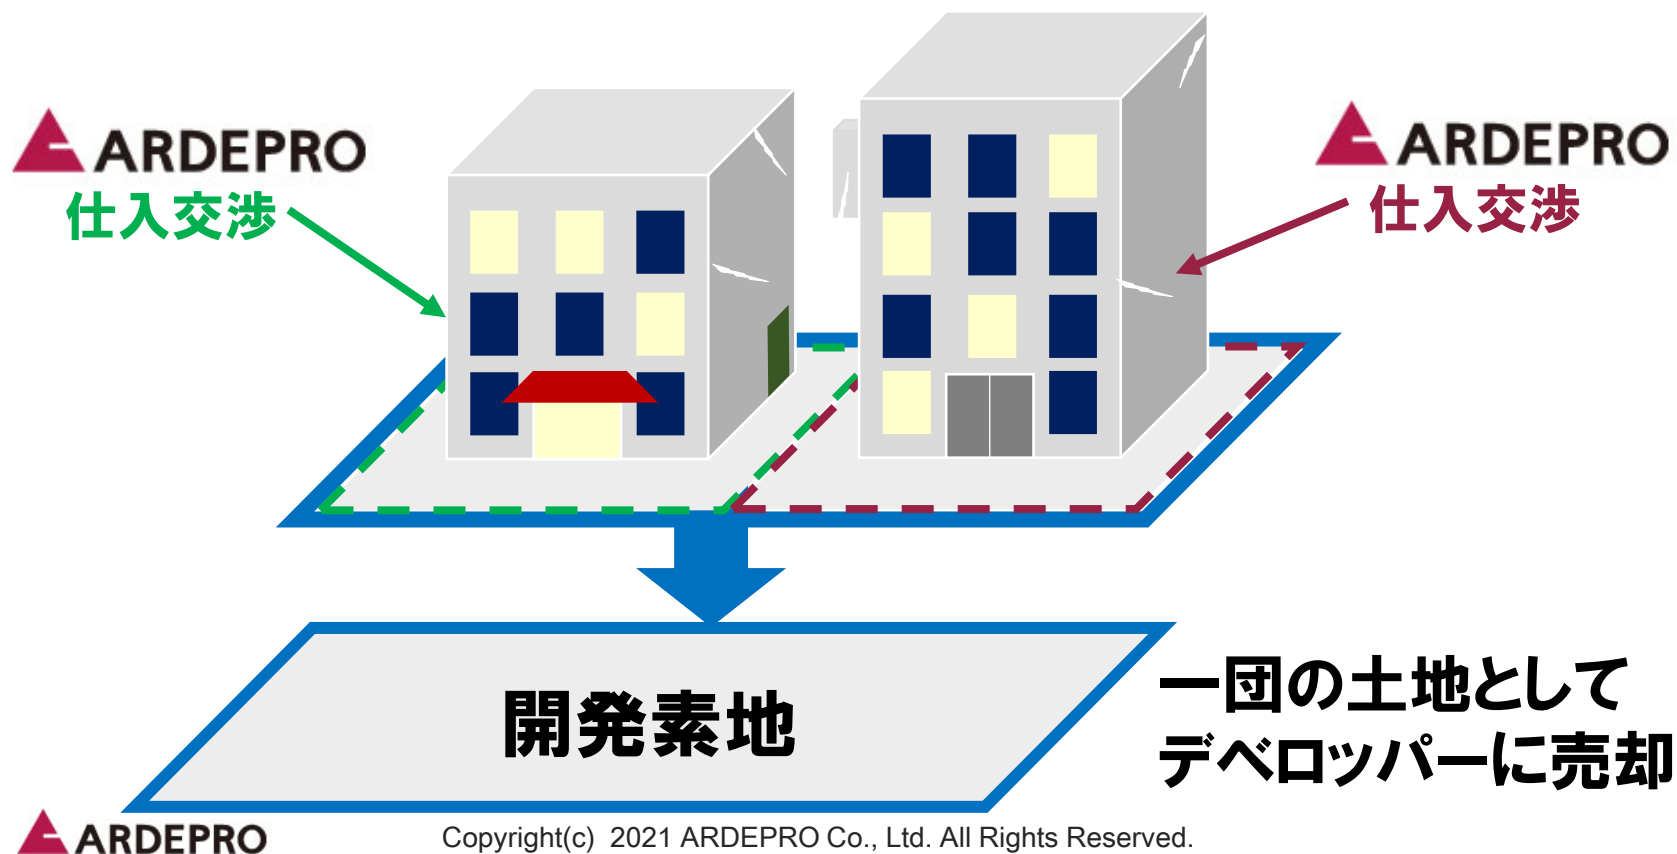 ARDEPRO
仕入交渉
ARDEPRO
仕入交渉
開発素地
一団の土地として
デベロッパーに売却
ARDEPRO
Copyright(c) 2021 ARDEPRO Co., Ltd. All Rights Reserved.